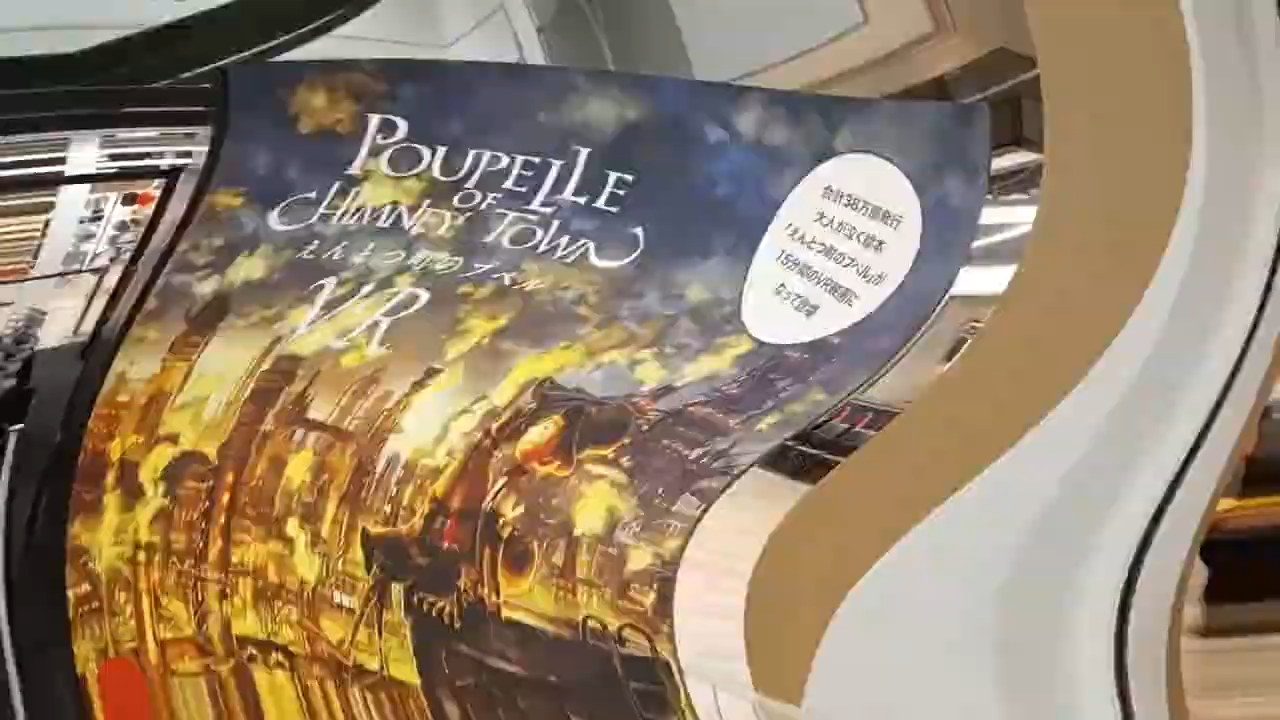 POUPELLE
OF
CHIMNEY TOWN
えんとつ町のプペル
VR
合計38万部発行
大人が泣く絵本
「えんとつ町のプペル」が
15分間のVR映画に
なって登場